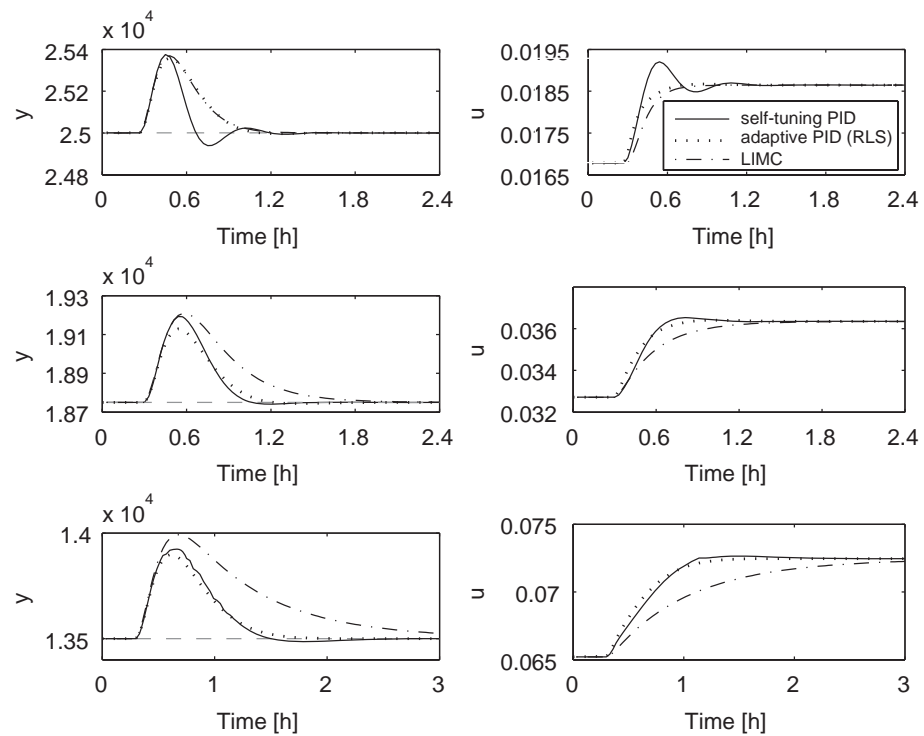 x 10^4
2.54
2.52
2.5
2.48
y
0
0.6
1.2
1.8
2.4
Time [h]
0.0195
0.0185
0.0175
0.0165
u
self-tuning PID
adaptive PID (RLS)
LIMC
0
0.6
1.2
1.8
2.4
Time [h]
x 10^4
1.93
1.91
1.89
1.87
y
0
0.6
1.2
1.8
2.4
Time [h]
0.036
0.034
0.032
u
0
0.6
1.2
1.8
2.4
Time [h]
x 10^4
1.4
1.35
y
0
1
2
3
Time [h]
0.075
0.07
0.065
u
0
1
2
3
Time [h]